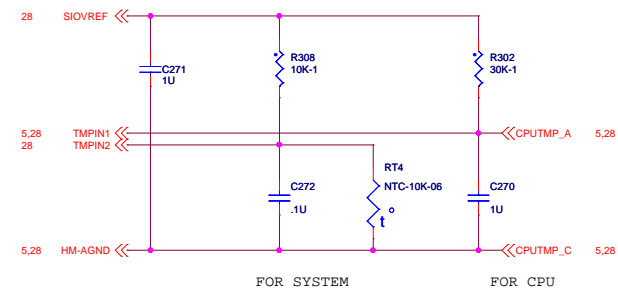 28 SIOVREF
C271
1U
R308
10K-1
R302
30K-1
5,28 TMPIN1
CPUTMP_A 5,28
28 TMPIN2
RT4
NTC-10K-06
C272
.1U
t o
C270
1U
5,28 HM-AGND
CPUTMP_C 5,28
FOR SYSTEM
FOR CPU